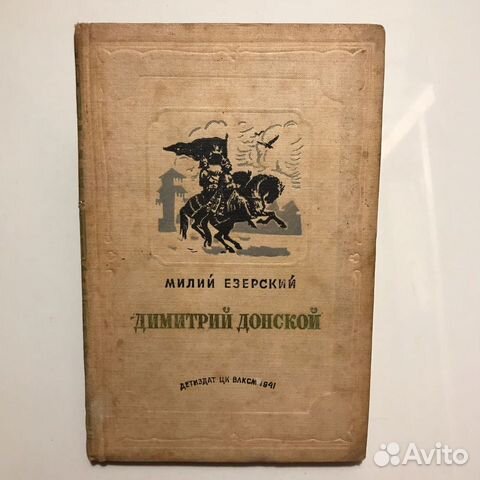 МИЛИЙ ЕЗЕРСКИЙ
ДИМИТРИЙ ДОНСКОЙ
ДЕТИЗДАТ ЦК ВЛКСМ 1941
Avito